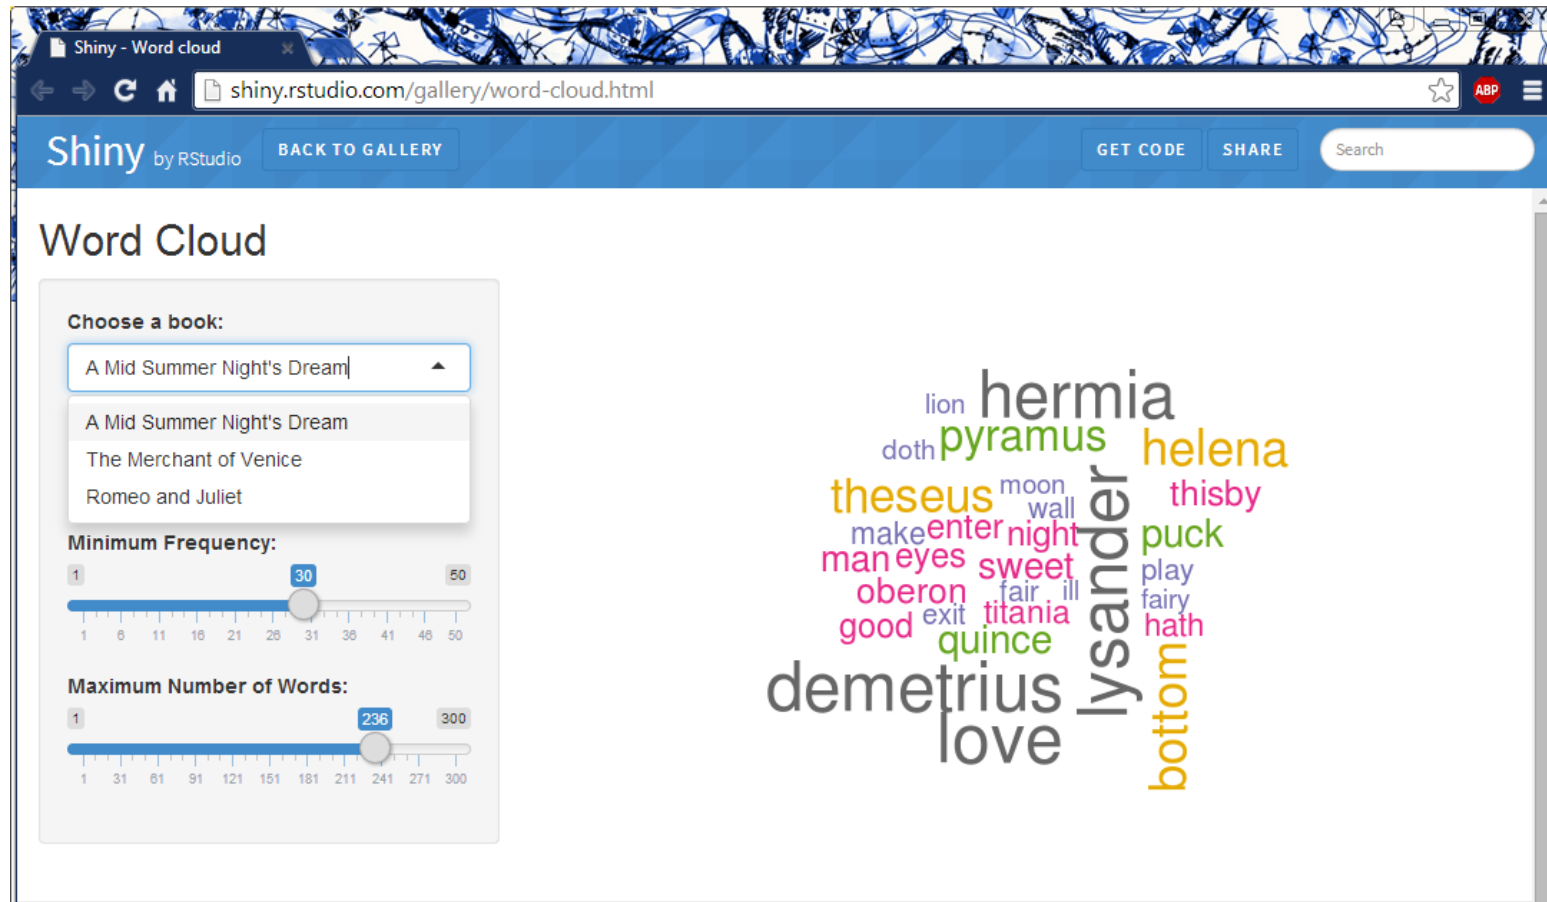 Shiny - Word cloud
shiny.rstudio.com/gallery/word-cloud.html
ABP
Shiny by RStudio
BACK TO GALLERY
GET CODE
SHARE
Search
Word Cloud
Choose a book:
A Mid Summer Night's Dream
A Mid Summer Night's Dream
The Merchant of Venice
Romeo and Juliet
Minimum Frequency:
1 30 50
1 6 11 16 21 26 31 36 41 46 50
Maximum Number of Words:
1 236 300
1 31 61 91 121 151 181 211 241 271 300
lion hermia
doth pyramus helena
theseus moon thisby
wall
make enter night lysander puck
man eyes sweet play
oberon fair ill fairy
good exit titania hath
quince
demetrius bottom
love